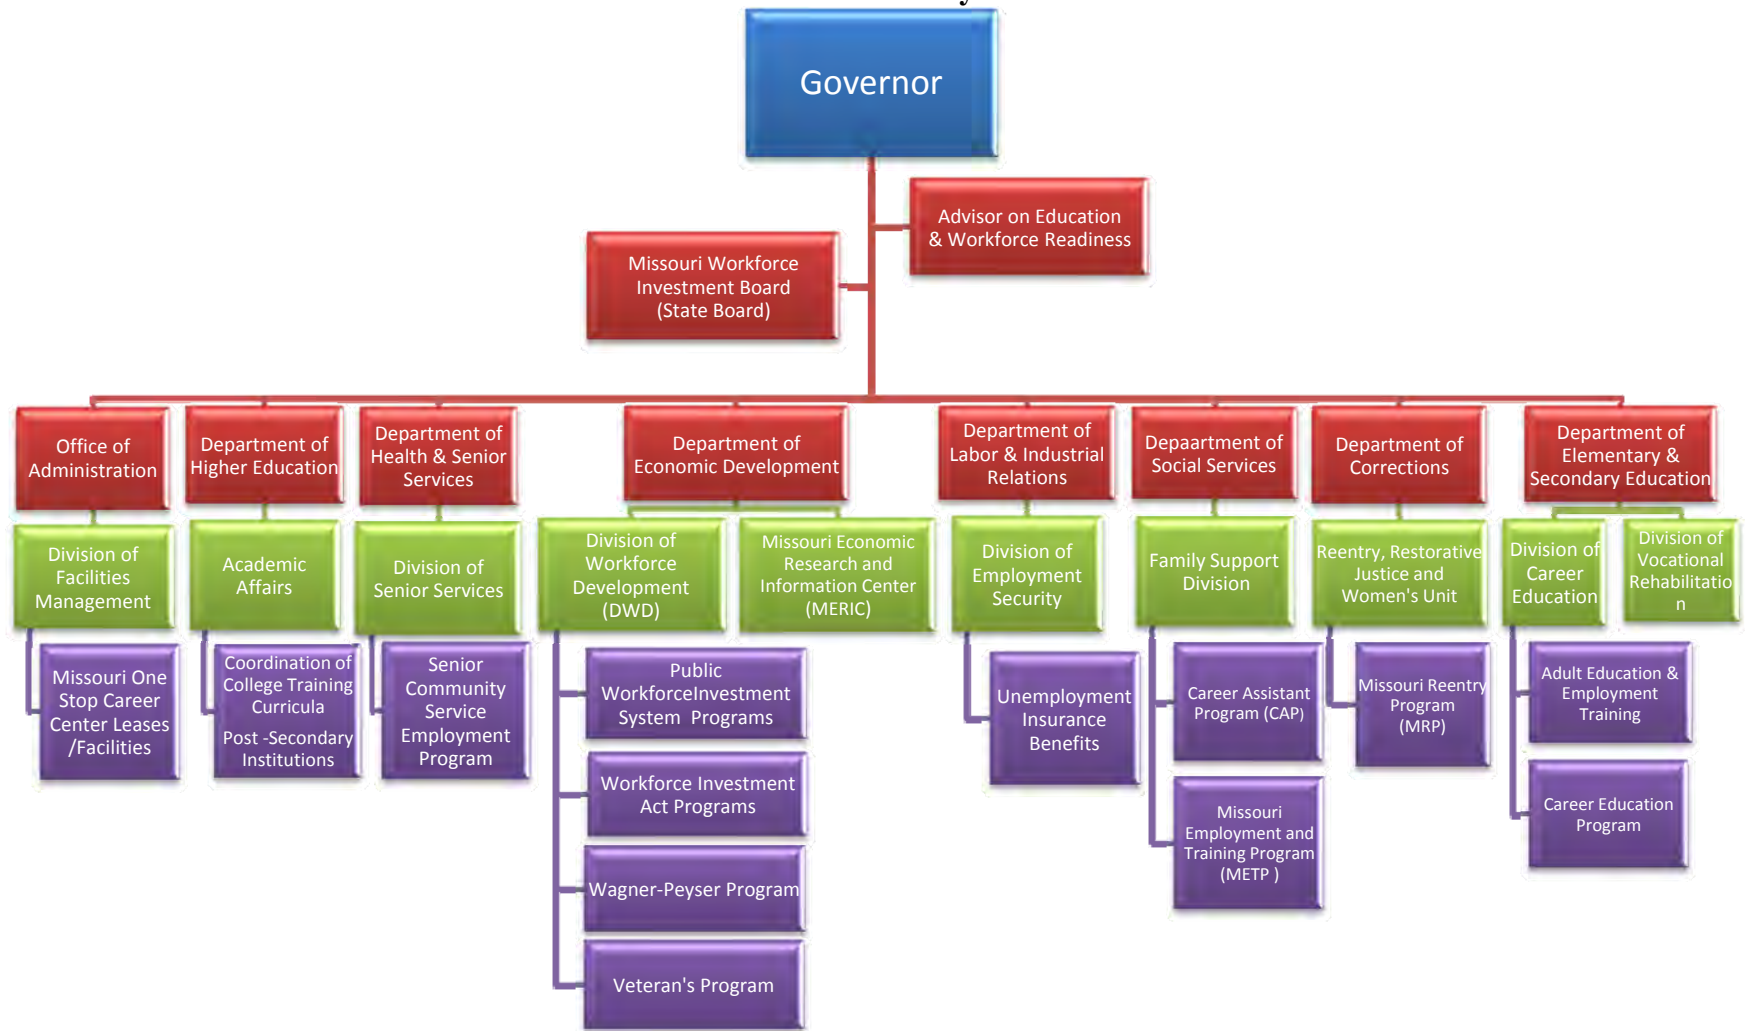 Governor
Advisor on Education
& Workforce Readiness
Missouri Workforce
Investment Board
(State Board)
Office of
Administration
Department of
Higher Education
Department of
Health & Senior
Services
Department of
Economic Development
Department of
Labor & Industrial
Relations
Depaartment of
Social Services
Department of
Corrections
Department of
Elementary &
Secondary Education
Division of
Facilities
Management
Academic
Affairs
Division of
Senior Services
Division of
Workforce
Development
(DWD)
Missouri Economic
Research and
Information Center
(MERIC)
Division of
Employment
Security
Family Support
Division
Reentry, Restorative
Justice and
Women's Unit
Division of
Career
Education
Division of
Vocational
Rehabilitatio
n
Missouri One
Stop Career
Center Leases
/Facilities
Coordination of
College Training
Curricula
Post -Secondary
Institutions
Senior
Community
Service
Employment
Program
Public
WorkforceInvestment
System  Programs
Workforce Investment
Act Programs
Wagner-Peyser Program
Veteran's Program
Unemployment
Insurance
Benefits
Career Assistant
Program (CAP)
Missouri
Employment and
Training Program
(METP )
Missouri Reentry
Program
(MRP)
Adult Education &
Employment
Training
Career Education
Program